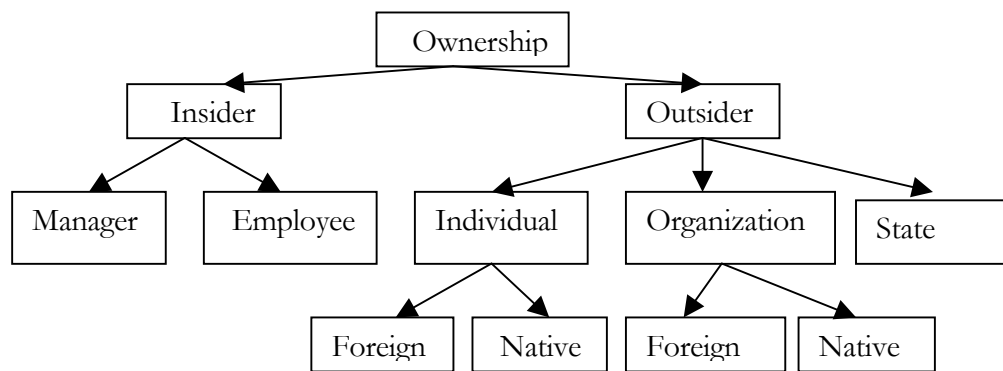 Ownership
Insider
Outsider
Manager
Employee
Individual
Organization
State
Foreign
Native
Foreign
Native